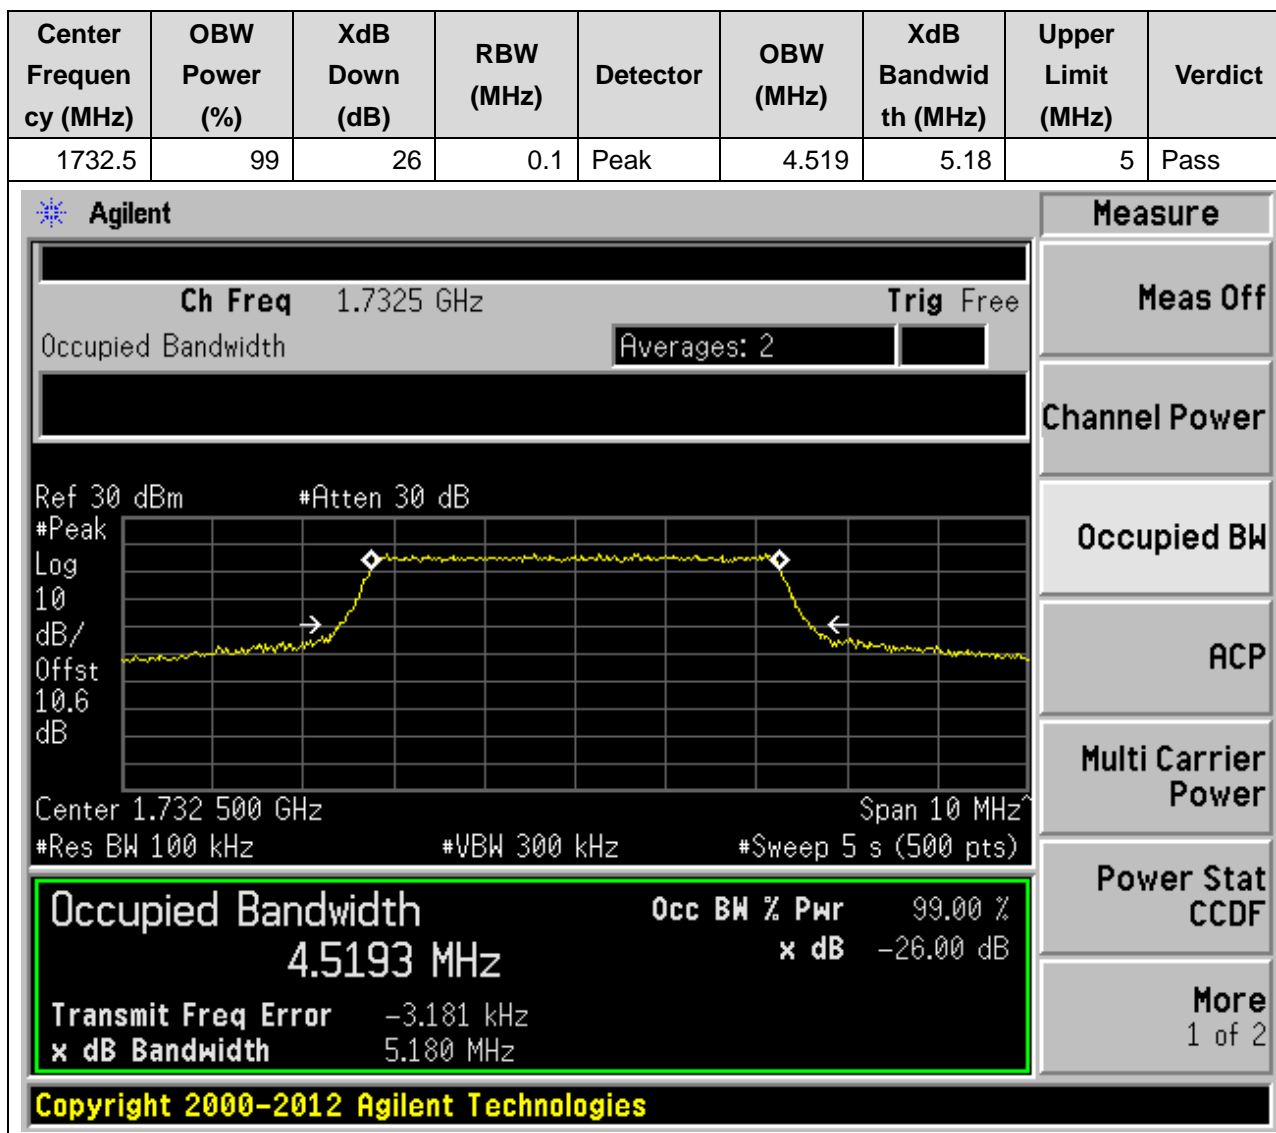 Center Frequen cy (MHz) OBW Power (%) XdB Down (dB) RBW (MHz) Detector OBW (MHz) XdB Bandwid th (MHz) Upper Limit (MHz) Verdict
1732.5 99 26 0.1 Peak 4.519 5.18 5 Pass
Agilent
Measure
Ch Freq 1.7325 GHz Trig Free
Occupied Bandwidth Averages: 2
Ref 30 dBm #Atten 30 dB
#Peak
Log
10
dB/
Offst
10.6
dB
Center 1.732 500 GHz Span 10 MHz^
#Res BW 100 kHz #VBW 300 kHz #Sweep 5 s (500 pts)
Occupied Bandwidth Occ BW % Pwr 99.00 %
4.5193 MHz x dB -26.00 dB
Transmit Freq Error -3.181 kHz
x dB Bandwidth 5.180 MHz
Meas Off
Channel Power
Occupied BW
ACP
Multi Carrier
Power
Power Stat
CCDF
More
1 of 2
Copyright 2000-2012 Agilent Technologies